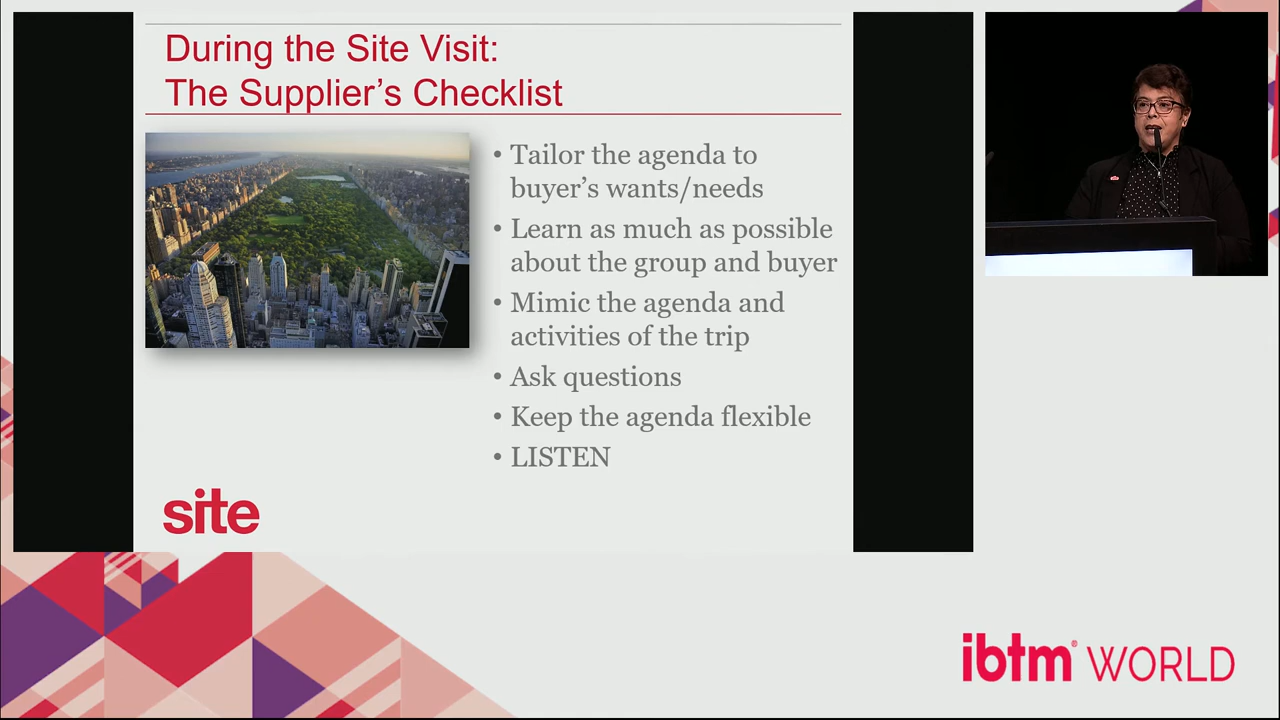 During the Site Visit:
The Supplier’s Checklist
• Tailor the agenda to
buyer’s wants/needs
• Learn as much as possible
about the group and buyer
• Mimic the agenda and
activities of the trip
• Ask questions
• Keep the agenda flexible
• LISTEN
site
ibtm® WORLD